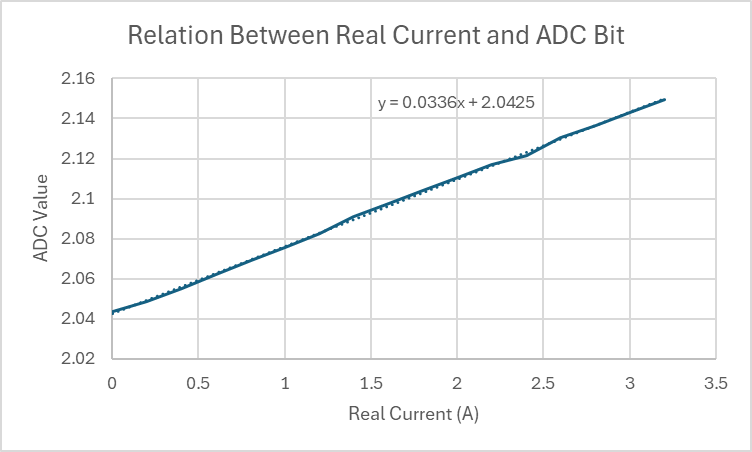 Relation Between Real Current and ADC Bit
y = 0.0336x + 2.0425
ADC Value
2.16
2.14
2.12
2.1
2.08
2.06
2.04
2.02
0 0.5 1 1.5 2 2.5 3 3.5
Real Current (A)